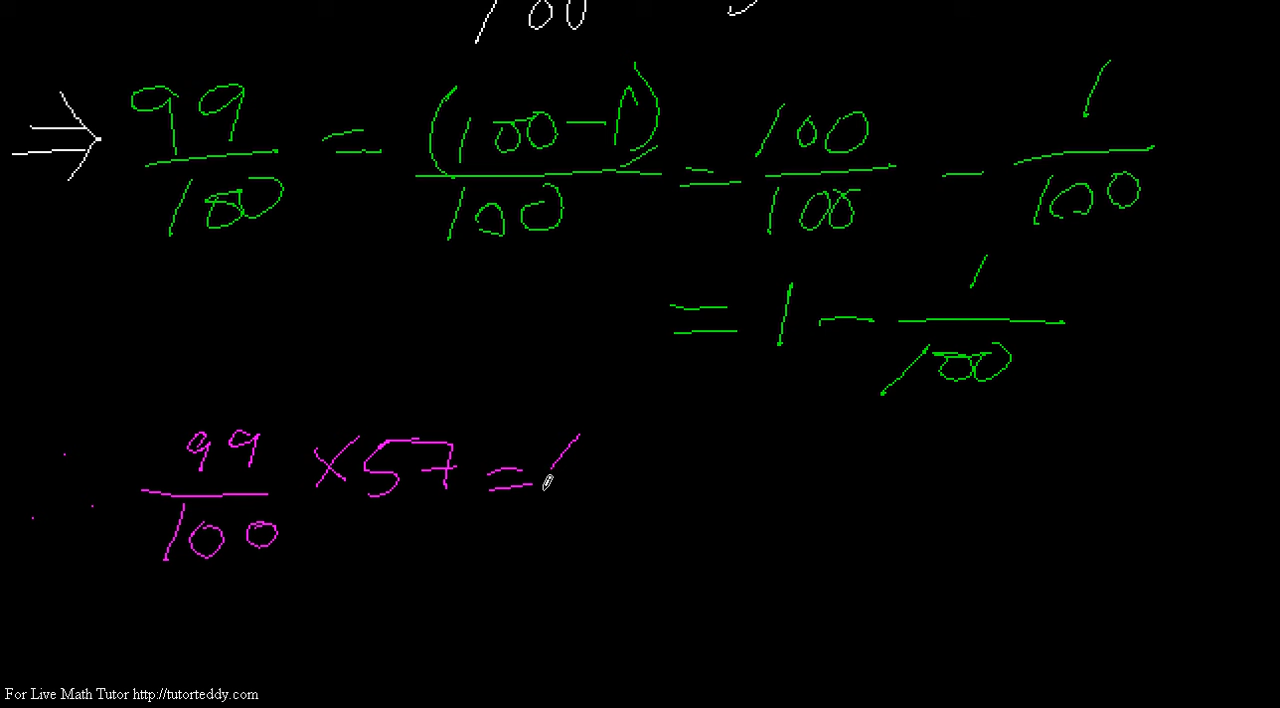 100
⇒ 99/100 = (100-1)/100 = 100/100 - 1/100
= 1 - 1/100
99/100 × 57 =
For Live Math Tutor http://tutorteddy.com